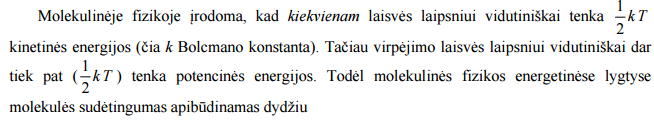 Molekulinėje fizikoje įrodoma, kad kiekvienam laisvės laipsniui vidutiniškai tenka $\frac{1}{2}kT$
kinetinės energijos (čia k Bolcmano konstanta). Tačiau virpėjimo laisvės laipsniui vidutiniškai dar
tiek pat ($\frac{1}{2}kT$) tenka potencinės energijos. Todėl molekulinės fizikos energetinėse lygtyse
molekulės sudėtingumas apibūdinamas dydžiu